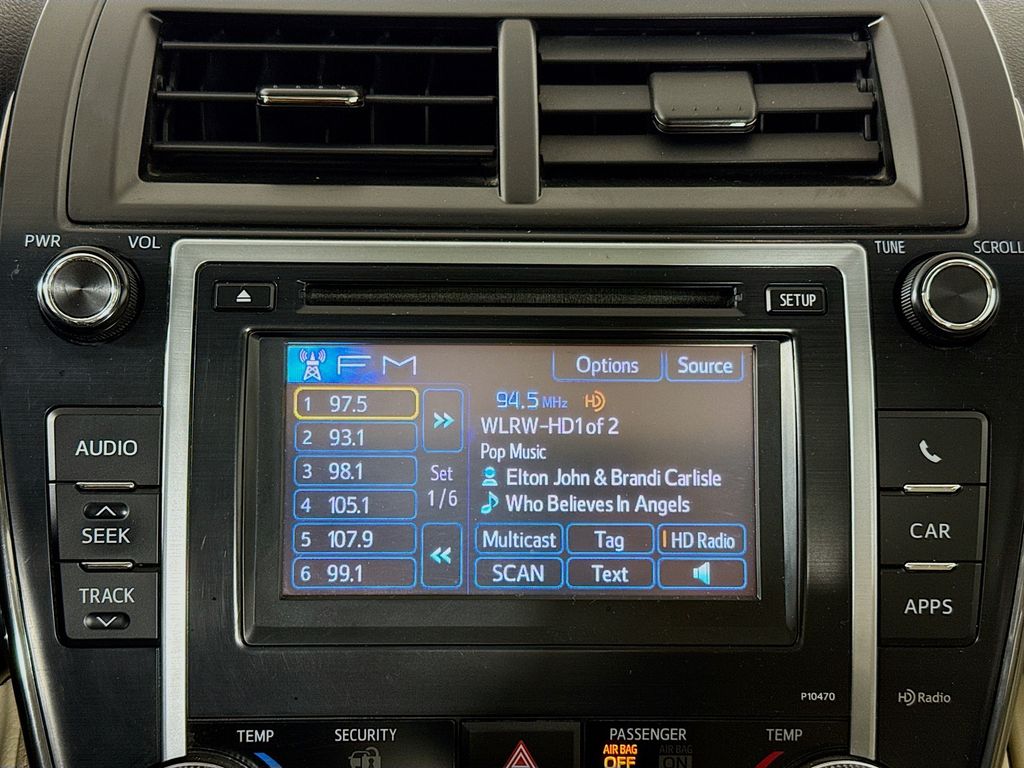 PWR VOL
TUNE SCROLL
SETUP
FM
Options Source
1 97.5
2 93.1
3 98.1
4 105.1
5 107.9
6 99.1
Set
1/6
94.5 MHz HD
WLRW-HD1 of 2
Pop Music
Elton John & Brandi Carlisle
Who Believes In Angels
Multicast Tag HD Radio
SCAN Text
AUDIO
SEEK
TRACK
CAR
APPS
P10470
HD Radio
TEMP SECURITY PASSENGER TEMP
AIR BAG AIR BAG
OFF ON